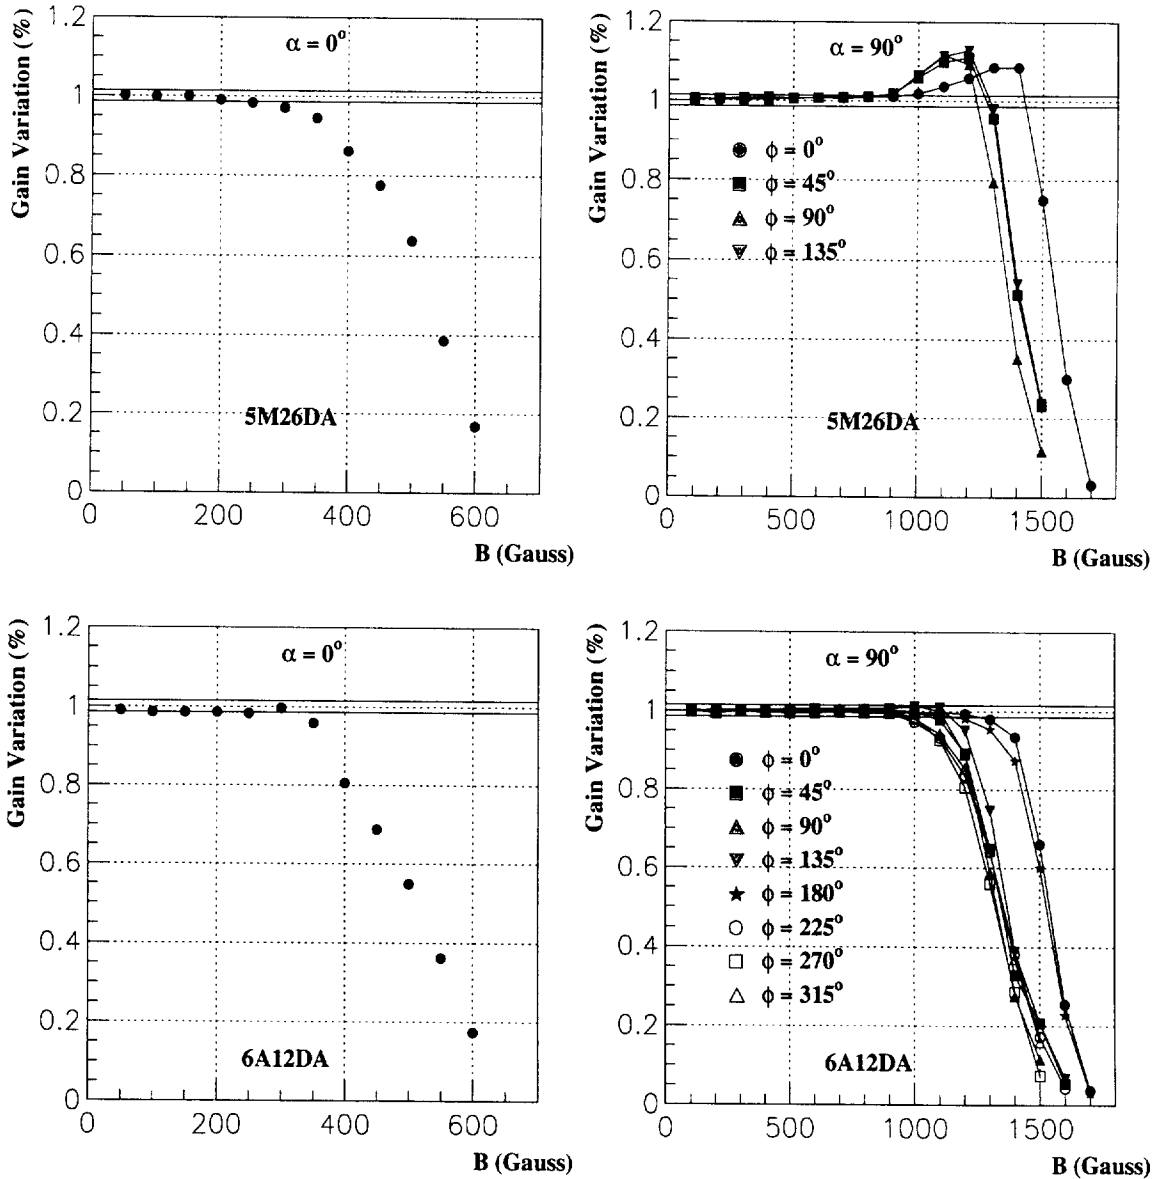 Gain Variation (%)
1.2
1
0.8
0.6
0.4
0.2
0
α = 0°
5M26DA
0
200
400
600
B (Gauss)
Gain Variation (%)
1.2
1
0.8
0.6
0.4
0.2
0
α = 90°
ϕ = 0°
ϕ = 45°
ϕ = 90°
ϕ = 135°
5M26DA
0
500
1000
1500
B (Gauss)
Gain Variation (%)
1.2
1
0.8
0.6
0.4
0.2
0
α = 0°
6A12DA
0
200
400
600
B (Gauss)
Gain Variation (%)
1.2
1
0.8
0.6
0.4
0.2
0
α = 90°
ϕ = 0°
ϕ = 45°
ϕ = 90°
ϕ = 135°
ϕ = 180°
ϕ = 225°
ϕ = 270°
ϕ = 315°
6A12DA
0
500
1000
1500
B (Gauss)